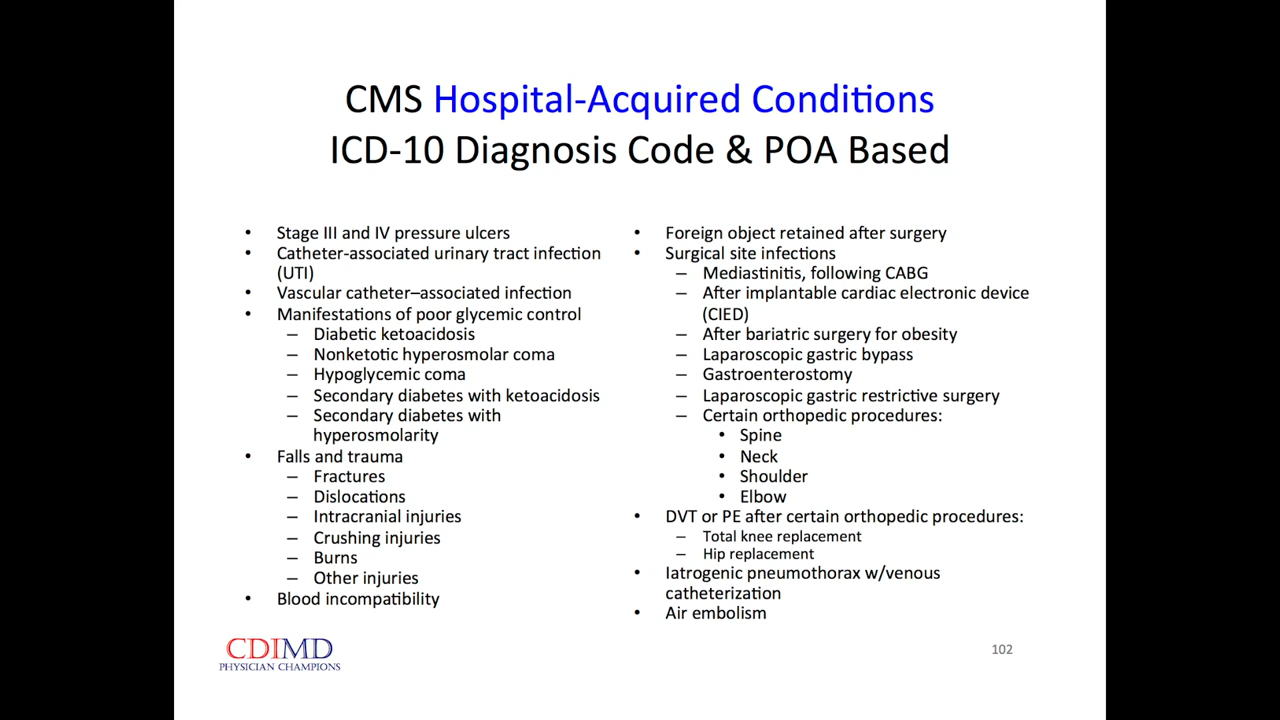 CMS Hospital-Acquired Conditions
ICD-10 Diagnosis Code & POA Based
• Stage III and IV pressure ulcers
• Catheter-associated urinary tract infection
(UTI)
• Vascular catheter–associated infection
• Manifestations of poor glycemic control
– Diabetic ketoacidosis
– Nonketotic hyperosmolar coma
– Hypoglycemic coma
– Secondary diabetes with ketoacidosis
– Secondary diabetes with
hyperosmolarity
• Falls and trauma
– Fractures
– Dislocations
– Intracranial injuries
– Crushing injuries
– Burns
– Other injuries
• Blood incompatibility
• Foreign object retained after surgery
• Surgical site infections
– Mediastinitis, following CABG
– After implantable cardiac electronic device
(CIED)
– After bariatric surgery for obesity
– Laparoscopic gastric bypass
– Gastroenterostomy
– Laparoscopic gastric restrictive surgery
– Certain orthopedic procedures:
• Spine
• Neck
• Shoulder
• Elbow
• DVT or PE after certain orthopedic procedures:
– Total knee replacement
– Hip replacement
• Iatrogenic pneumothorax w/venous
catheterization
• Air embolism
CDIMD
PHYSICIAN CHAMPIONS
102